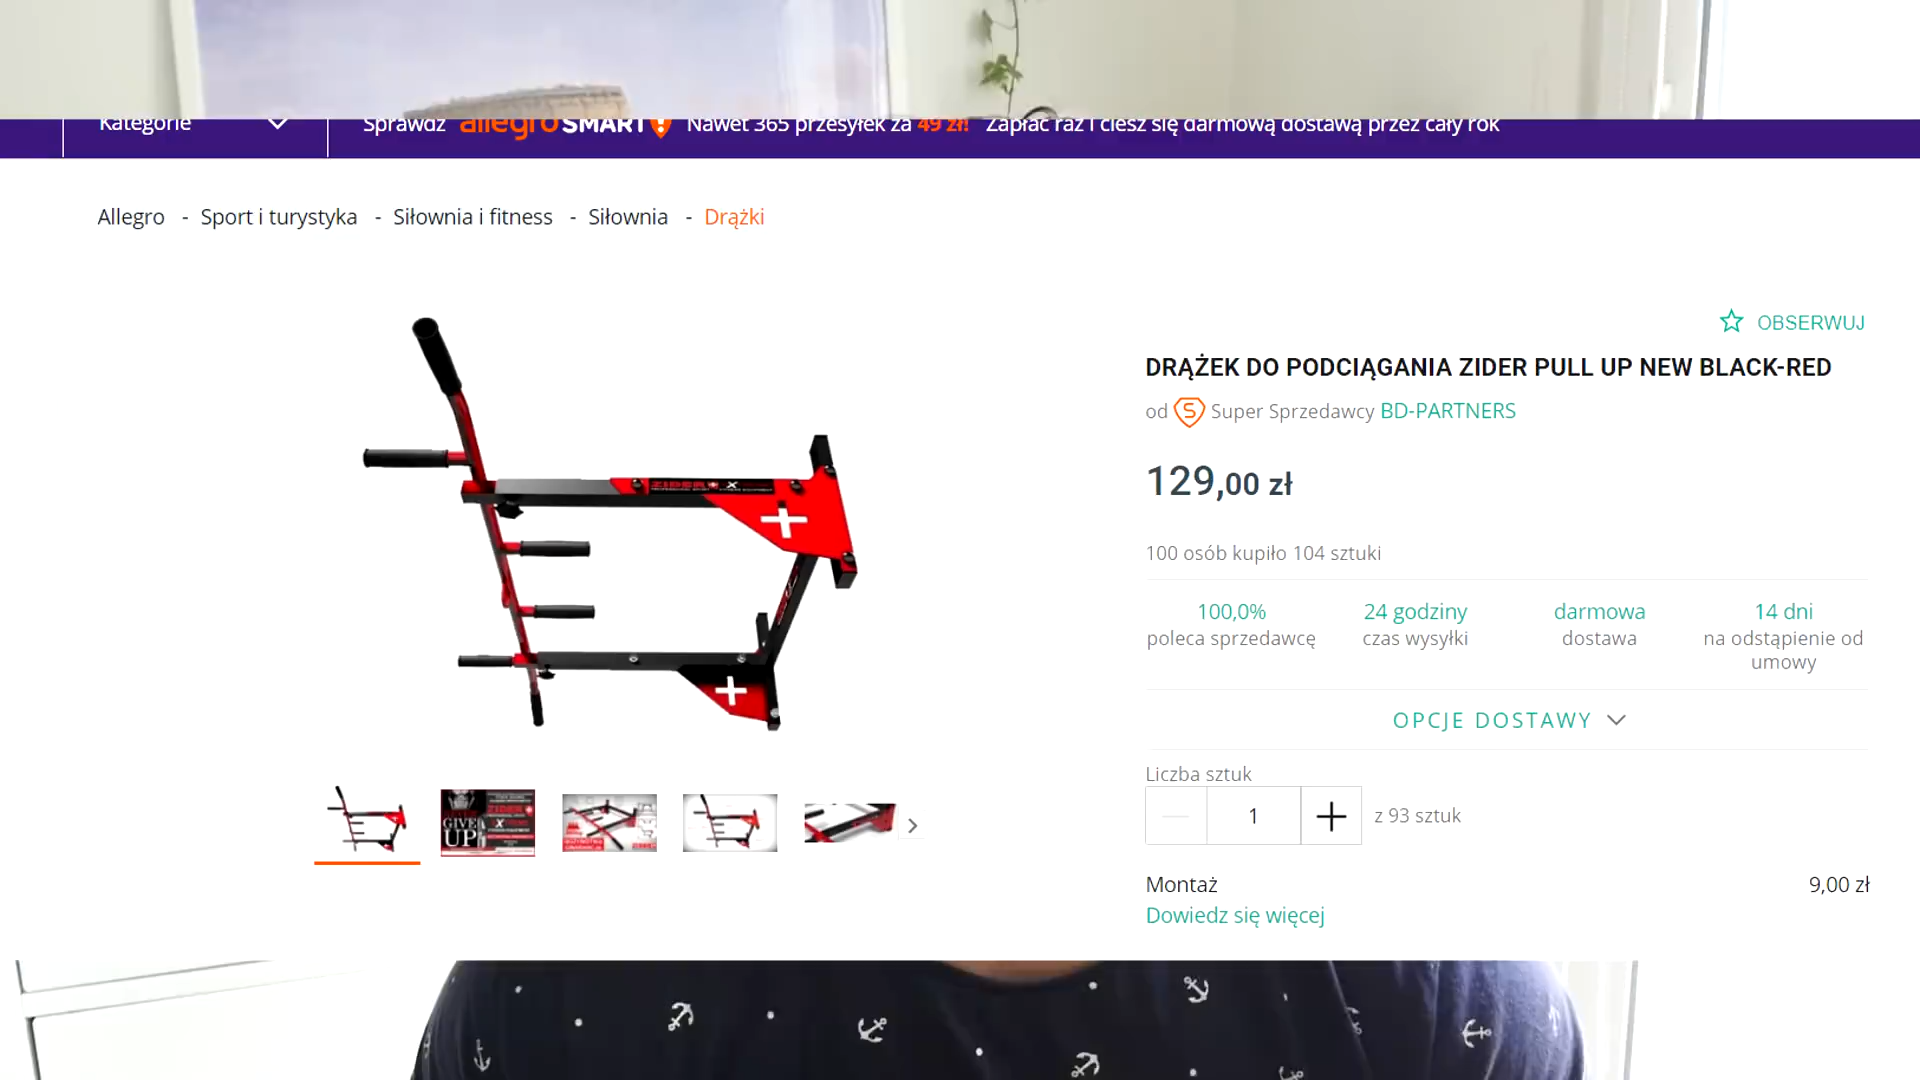 Kategorie
Sprawdź allegro SMART! Nawet 365 przesyłek za 49 zł! Zapłać raz i ciesz się darmową dostawą przez cały rok
Allegro - Sport i turystyka - Siłownia i fitness - Siłownia - Drążki
OBSERWUJ
DRĄŻEK DO PODCIĄGANIA ZIDER PULL UP NEW BLACK-RED
od S Super Sprzedawcy BD-PARTNERS
129,00 zł
100 osób kupiło 104 sztuki
100,0% poleca sprzedawcę
24 godziny czas wysyłki
darmowa dostawa
14 dni na odstąpienie od umowy
OPCJE DOSTAWY
Liczba sztuk
1
z 93 sztuk
Montaż 9,00 zł
Dowiedz się więcej
ZIDER X
GIVE UP
ZIDER